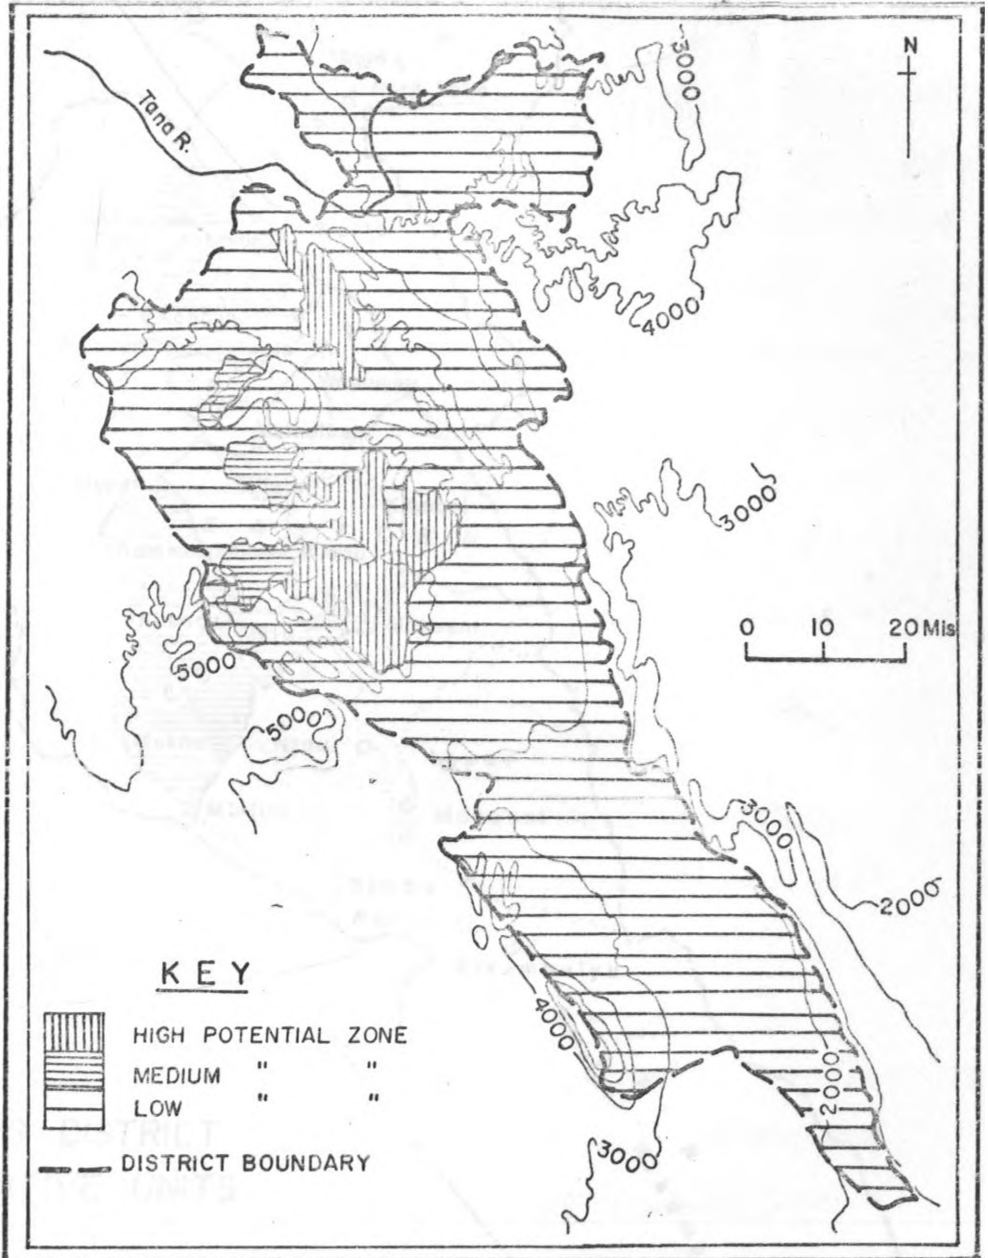 N
3000
Tana R.
4000
3000
0 10 20 Mls
5000
5000
3000
2000
4000
2000
3000
KEY
HIGH POTENTIAL ZONE
MEDIUM " "
LOW " "
DISTRICT BOUNDARY